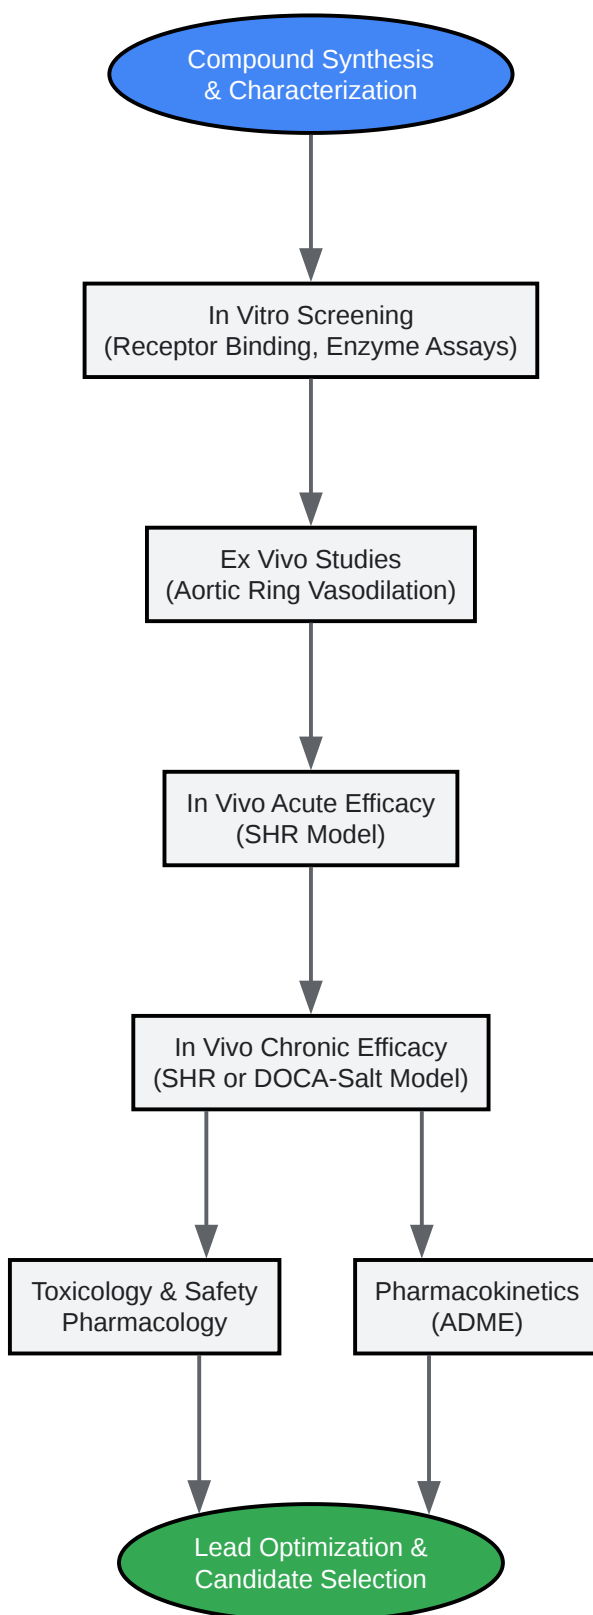 Compound Synthesis
& Characterization
In Vitro Screening
(Receptor Binding, Enzyme Assays)
Ex Vivo Studies
(Aortic Ring Vasodilation)
In Vivo Acute Efficacy
(SHR Model)
In Vivo Chronic Efficacy
(SHR or DOCA-Salt Model)
Toxicology & Safety
Pharmacology
Pharmacokinetics
(ADME)
Lead Optimization &
Candidate Selection